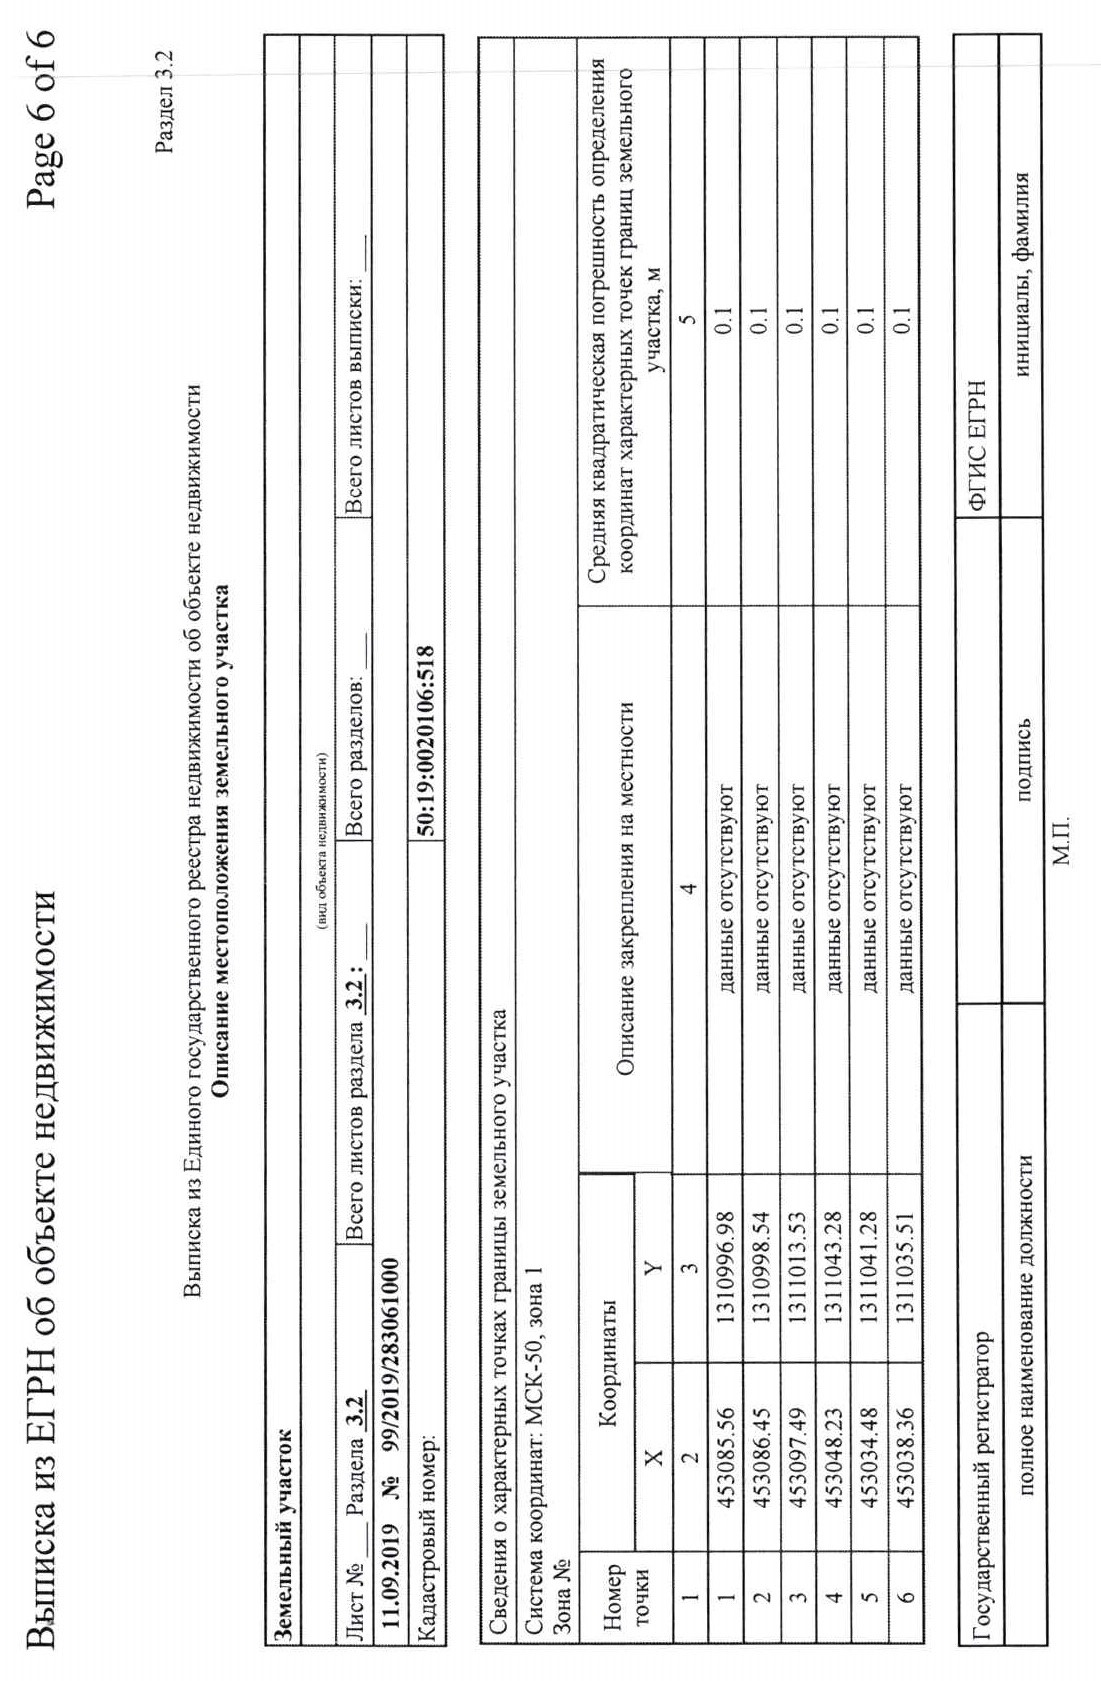 Выписка из ЕГРН об объекте недвижимости Page 6 of 6
Раздел 3.2
Выписка из Единого государственного реестра недвижимости об объекте недвижимости
Описание местоположения земельного участка
Земельный участок
(вид объекта недвижимости)
Лист № ___ Раздела 3.2 Всего листов раздела 3.2 : ___ Всего разделов: ___ Всего листов выписки: ___
11.09.2019 № 99/2019/283061000
Кадастровый номер: 50:19:0020106:518
Сведения о характерных точках границы земельного участка
Система координат: МСК-50, зона 1
Зона №
Номер точки Координаты Описание закрепления на местности Средняя квадратическая погрешность определения
координат характерных точек границ земельного
участка, м
X Y
1 2 3 4 5
1 453085.56 1310996.98 данные отсутствуют 0.1
2 453086.45 1310998.54 данные отсутствуют 0.1
3 453097.49 1311013.53 данные отсутствуют 0.1
4 453048.23 1311043.28 данные отсутствуют 0.1
5 453034.48 1311041.28 данные отсутствуют 0.1
6 453038.36 1311035.51 данные отсутствуют 0.1
Государственный регистратор ФГИС ЕГРН
полное наименование должности подпись инициалы, фамилия
М.П.